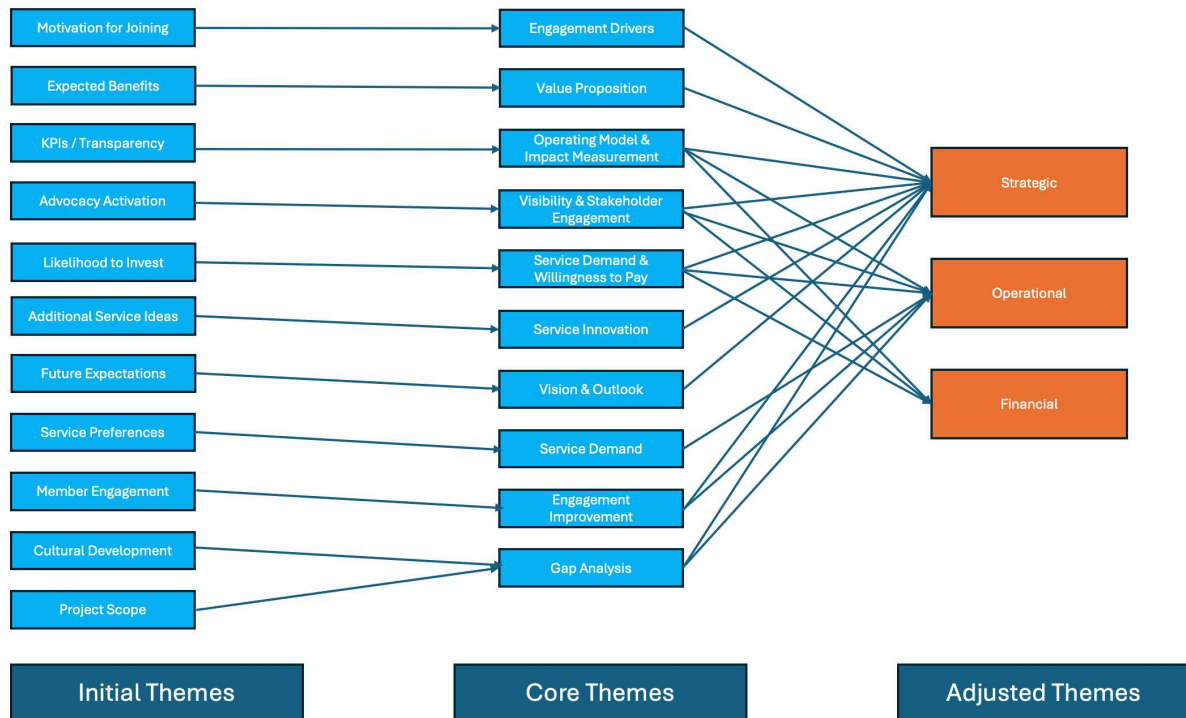 Motivation for Joining
Expected Benefits
KPIs / Transparency
Advocacy Activation
Likelihood to Invest
Additional Service Ideas
Future Expectations
Service Preferences
Member Engagement
Cultural Development
Project Scope
Initial Themes
Engagement Drivers
Value Proposition
Operating Model &
Impact Measurement
Visibility & Stakeholder
Engagement
Service Demand &
Willingness to Pay
Service Innovation
Vision & Outlook
Service Demand
Engagement
Improvement
Gap Analysis
Core Themes
Strategic
Operational
Financial
Adjusted Themes